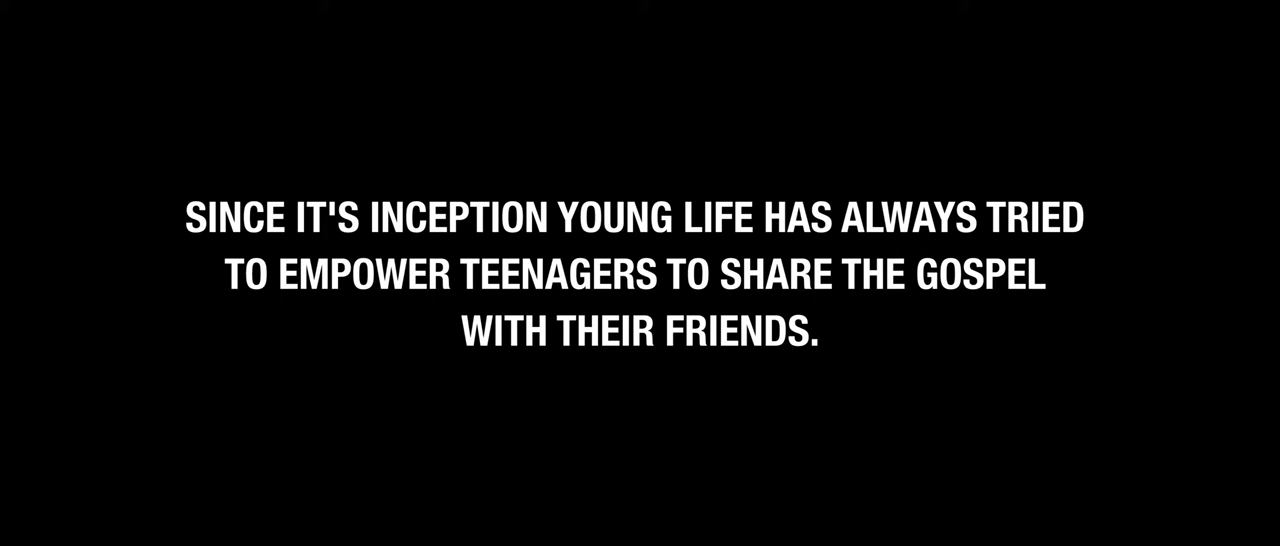 SINCE IT'S INCEPTION YOUNG LIFE HAS ALWAYS TRIED
TO EMPOWER TEENAGERS TO SHARE THE GOSPEL
WITH THEIR FRIENDS.